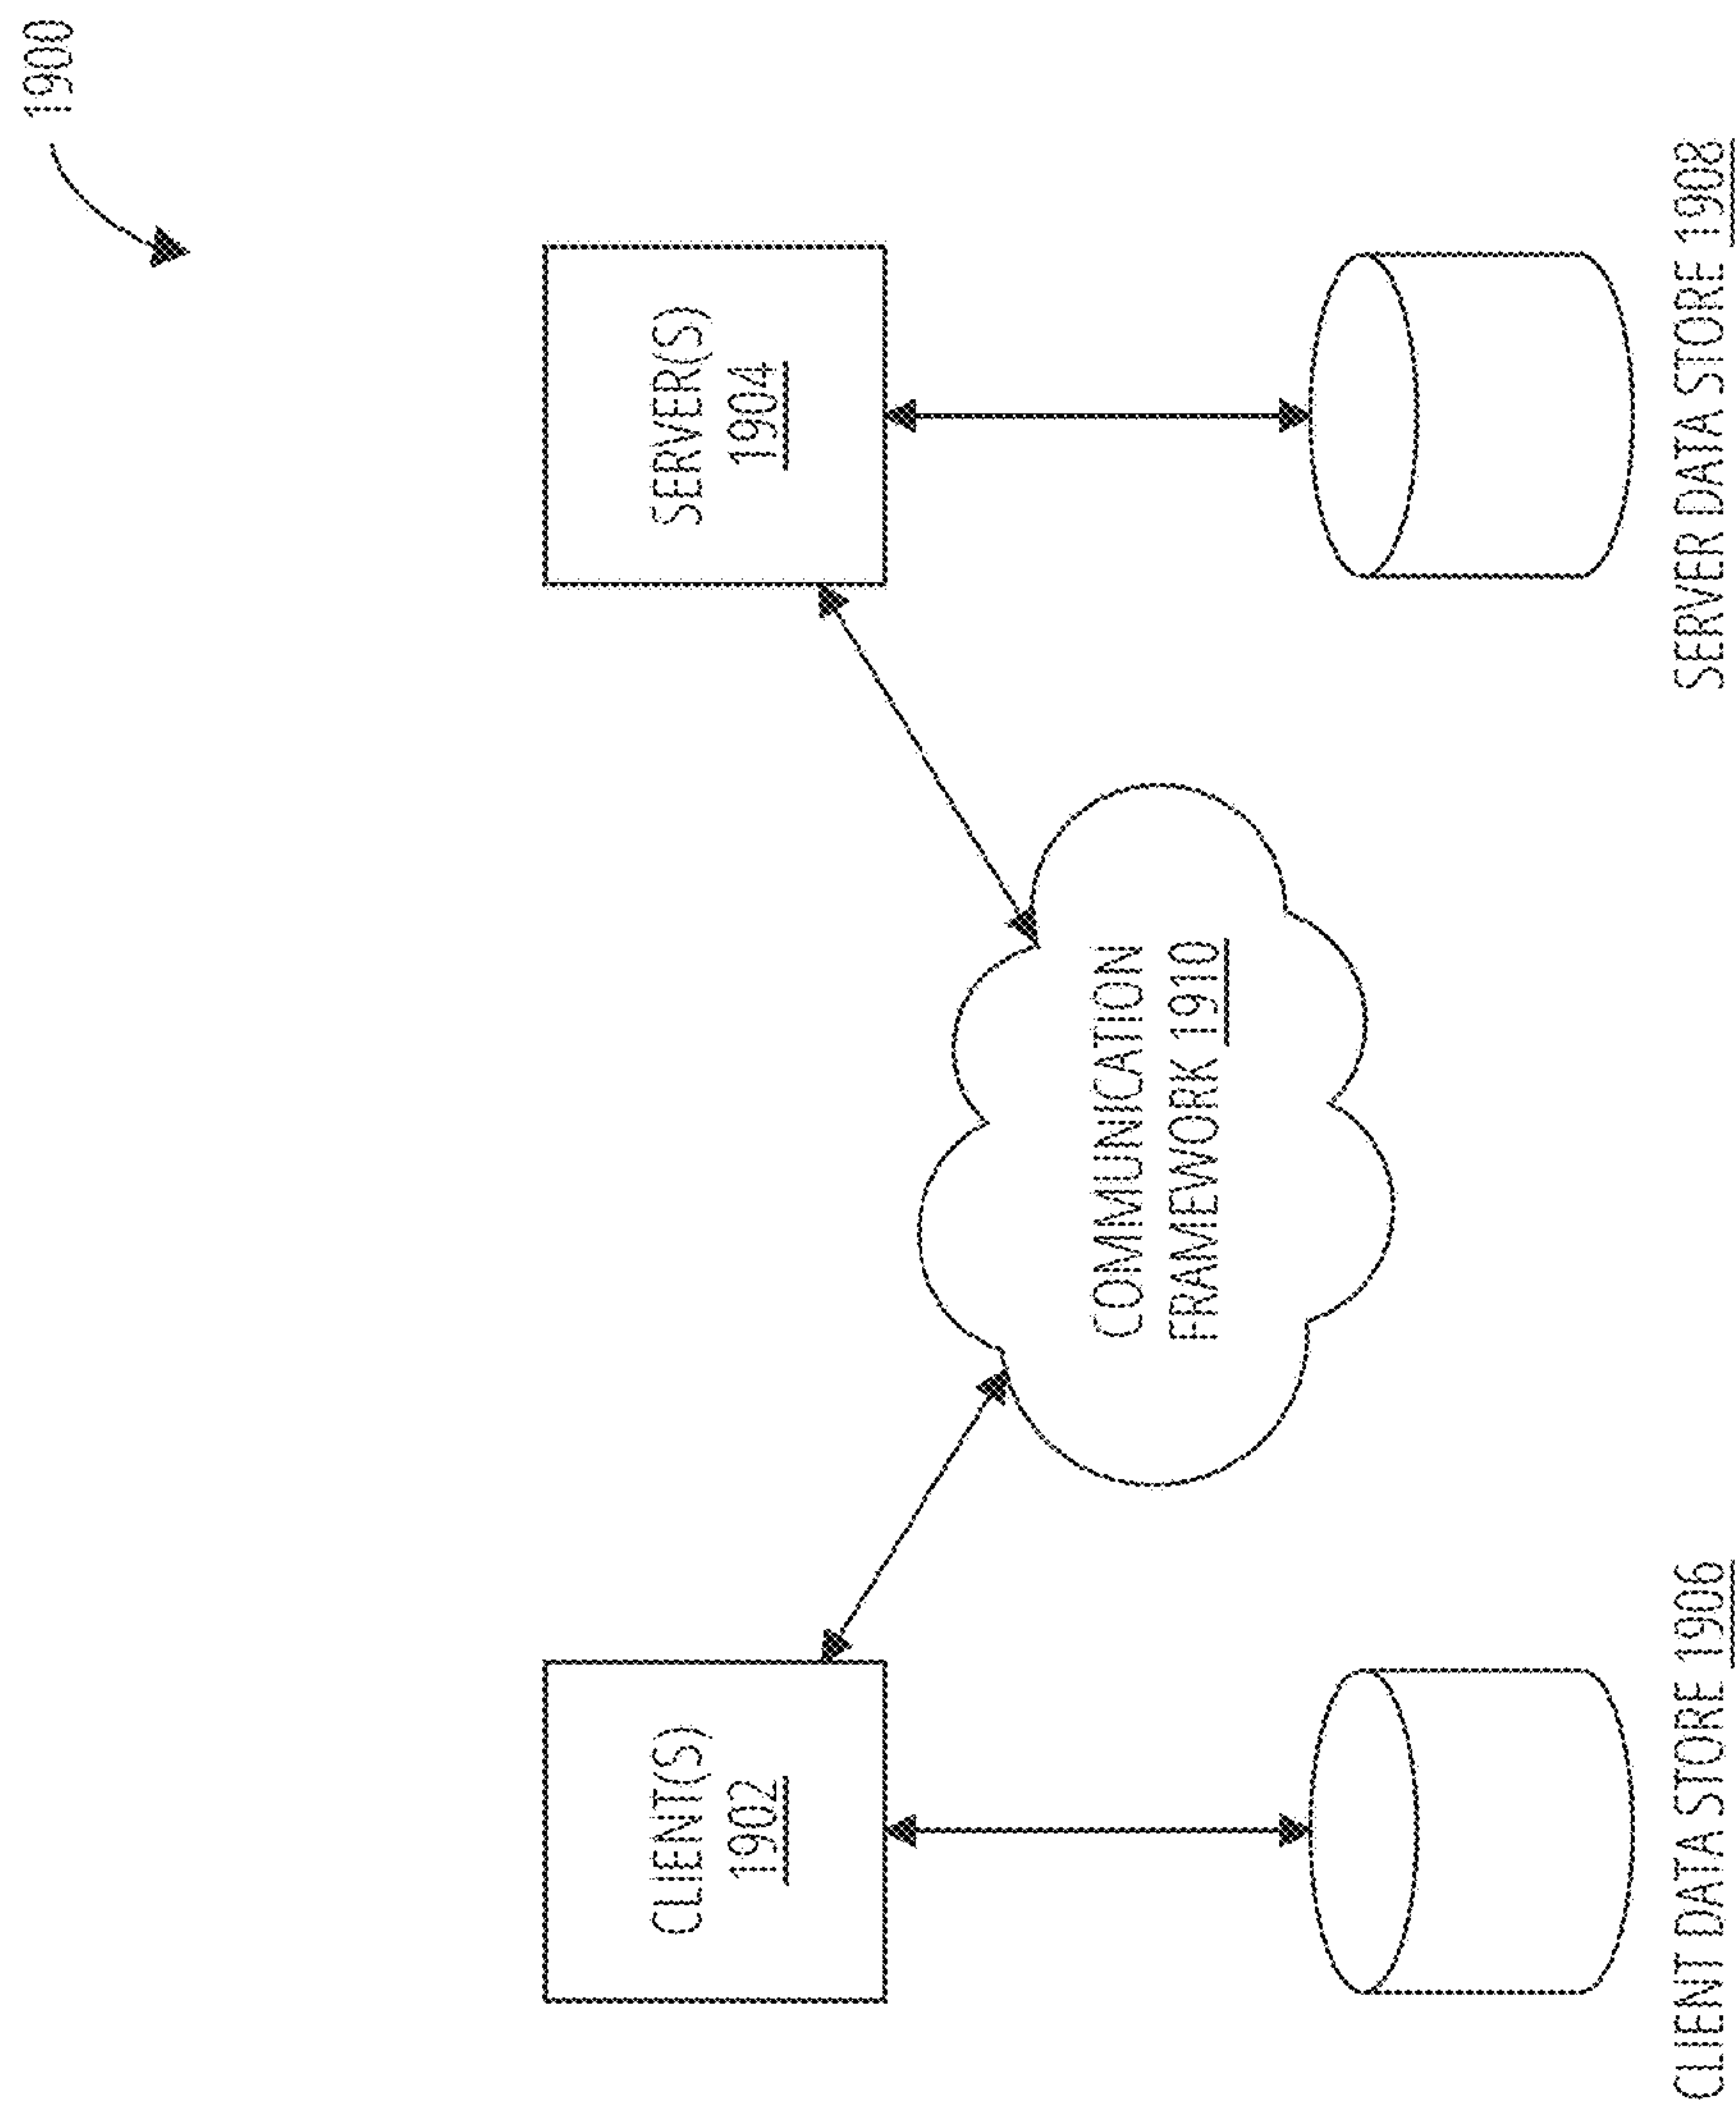 1900
CLIENT(S)
1902
SERVER(S)
1904
COMMUNICATION
FRAMEWORK 1910
CLIENT DATA STORE 1906
SERVER DATA STORE 1908